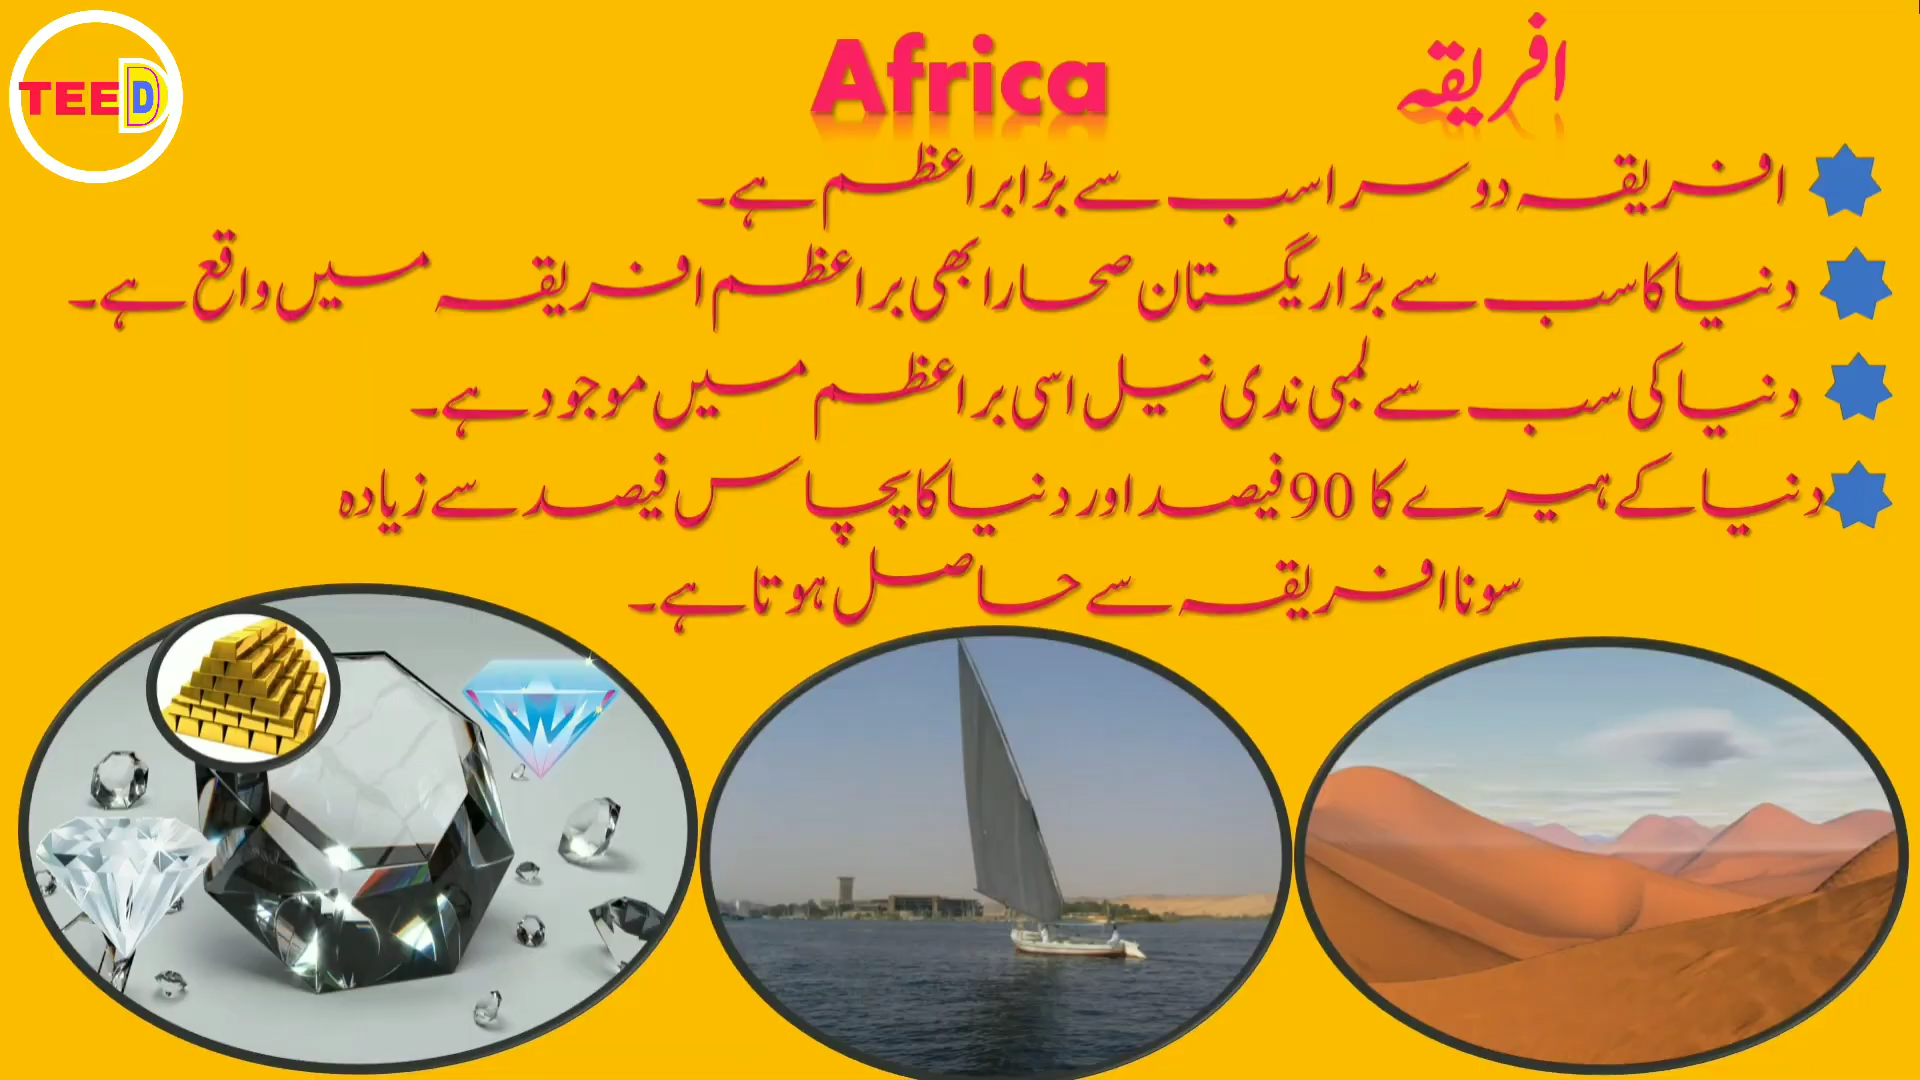 TEED
Africa افریقہ
افریقہ دوسرا سب سے بڑا براعظم ہے۔
دنیا کا سب سے بڑا ریگستان صحارا بھی براعظم افریقہ میں واقع ہے۔
دنیا کی سب سے لمبی ندی نیل اسی براعظم میں موجود ہے۔
دنیا کے ہیرے کا 90 فیصد اور دنیا کا پچاس فیصد سے زیادہ
سونا افریقہ سے حاصل ہوتا ہے۔